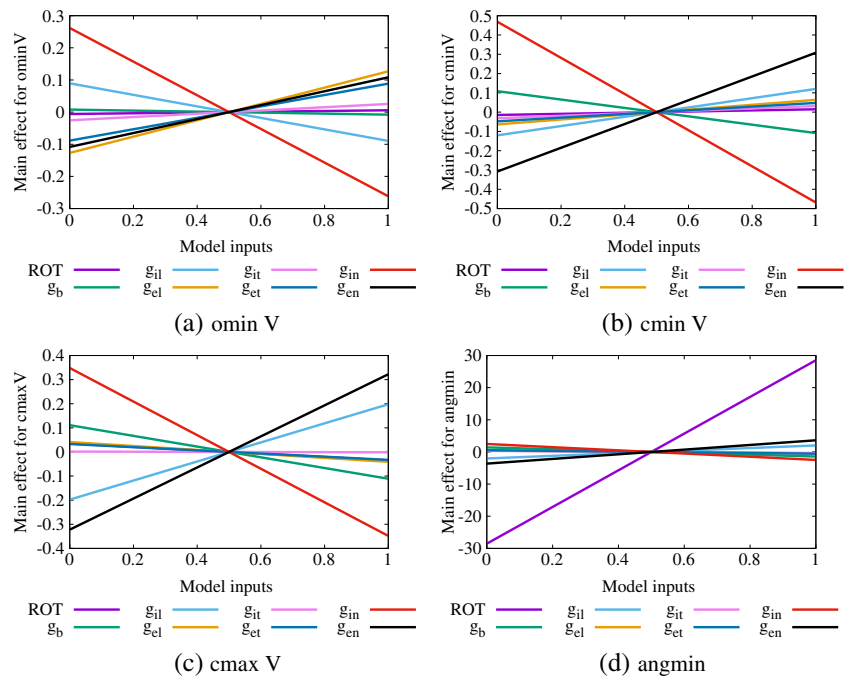 Main effect for ominV
0.3
0.2
0.1
0
-0.1
-0.2
-0.3
0 0.2 0.4 0.6 0.8 1
Model inputs
ROT g_il g_it g_in
g_b g_el g_et g_en
(a) omin V
Main effect for cminV
0.5
0.4
0.3
0.2
0.1
0
-0.1
-0.2
-0.3
-0.4
-0.5
0 0.2 0.4 0.6 0.8 1
Model inputs
ROT g_il g_it g_in
g_b g_el g_et g_en
(b) cmin V
Main effect for cmaxV
0.4
0.3
0.2
0.1
0
-0.1
-0.2
-0.3
-0.4
0 0.2 0.4 0.6 0.8 1
Model inputs
ROT g_il g_it g_in
g_b g_el g_et g_en
(c) cmax V
Main effect for angmin
30
20
10
0
-10
-20
-30
0 0.2 0.4 0.6 0.8 1
Model inputs
ROT g_il g_it g_in
g_b g_el g_et g_en
(d) angmin